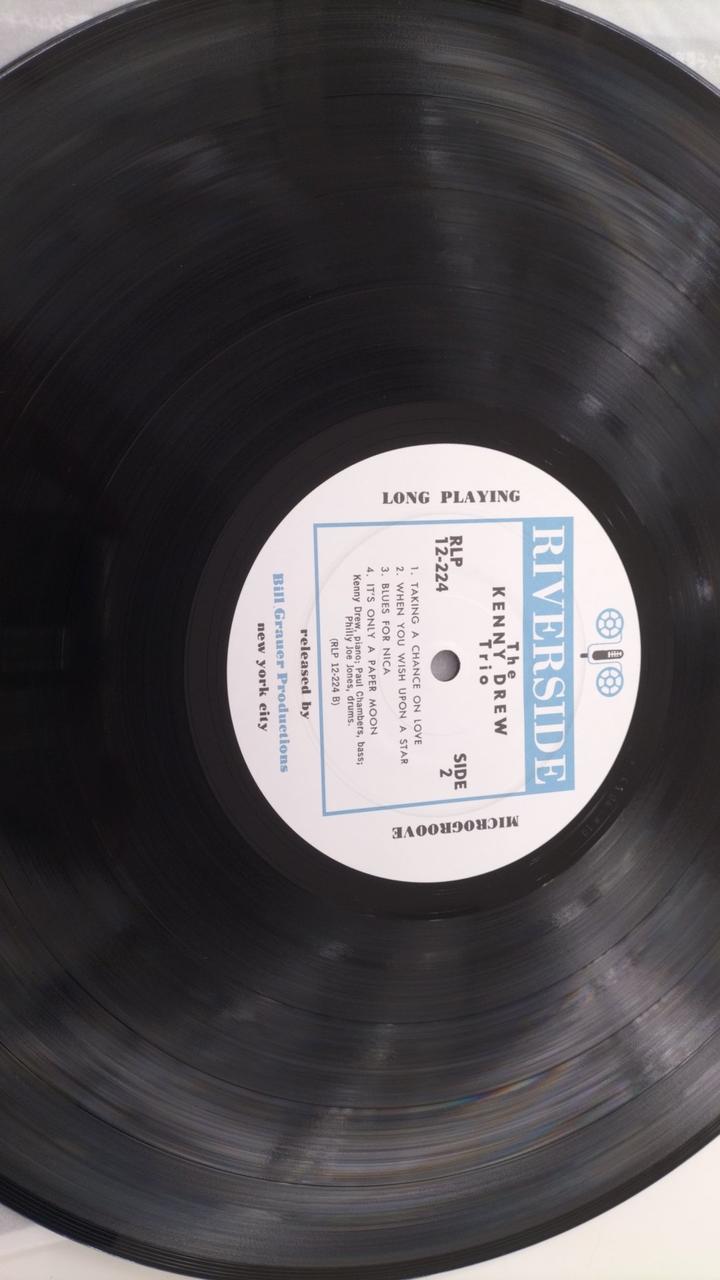 RIVERSIDE
LONG PLAYING
MICROGROOVE
The
KENNY DREW
Trio
RLP
12-224
SIDE
2
1. TAKING A CHANCE ON LOVE
2. WHEN YOU WISH UPON A STAR
3. BLUES FOR NICA
4. IT'S ONLY A PAPER MOON
Kenny Drew, piano; Paul Chambers, bass;
Philly Joe Jones, drums.
(RLP 12-224 B)
released by
Bill Grauer Productions
new york city